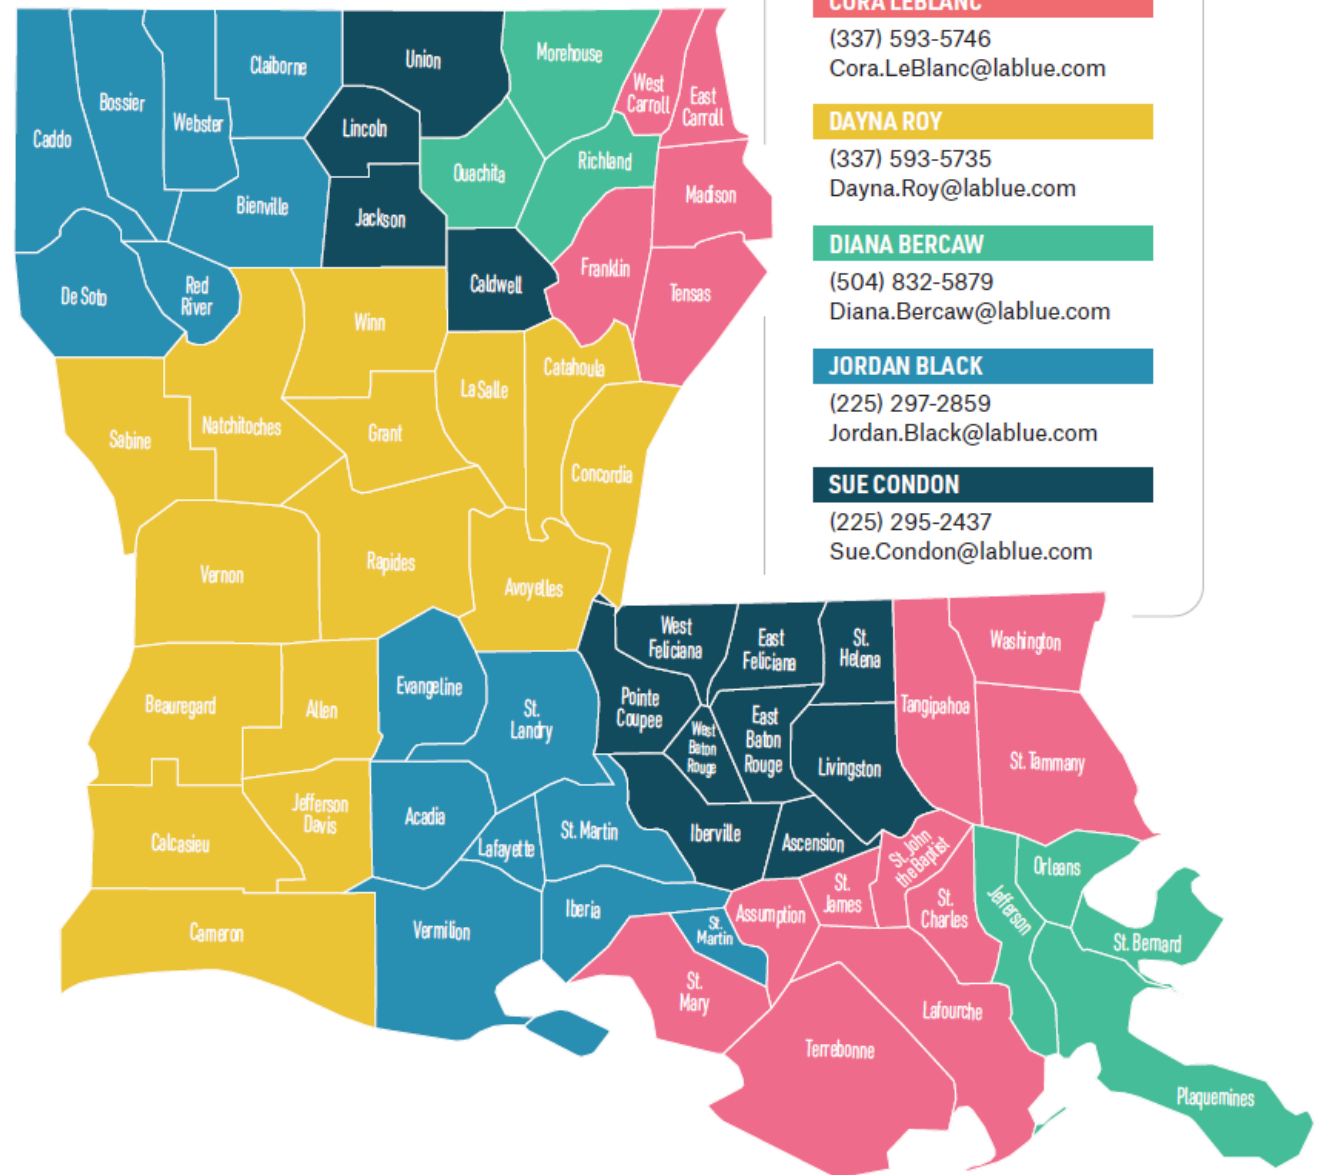 CORA LEBLANC
(337) 593-5746
Cora.LeBlanc@lablue.com
DAYNA ROY
(337) 593-5735
Dayna.Roy@lablue.com
DIANA BERCAW
(504) 832-5879
Diana.Bercaw@lablue.com
JORDAN BLACK
(225) 297-2859
Jordan.Black@lablue.com
SUE CONDON
(225) 295-2437
Sue.Condon@lablue.com
Caddo
Bossier
Webster
Claiborne
Union
Morehouse
West
Carroll
East
Carroll
Lincoln
Ouachita
Richland
Madison
Bienville
Jackson
De Soto
Red
River
Caldwell
Franklin
Tensas
Winn
Catahoula
La Salle
Sabine
Natchitoches
Grant
Concordia
Vernon
Rapides
Avoyelles
West
Feliciana
East
Feliciana
St.
Helena
Washington
Beauregard
Allen
Evangeline
St.
Landry
Pointe
Coupee
West
Baton
Rouge
East
Baton
Rouge
Tangipahoa
Livingston
St. Tammany
Calcasieu
Jefferson
Davis
Acadia
Lafayette
St. Martin
Iberville
Ascension
St. John
the Baptist
Orleans
Cameron
Vermilion
Iberia
St.
Martin
Assumption
St.
James
St.
Charles
Jefferson
St. Bernard
St.
Mary
Lafourche
Terrebonne
Plaquemines